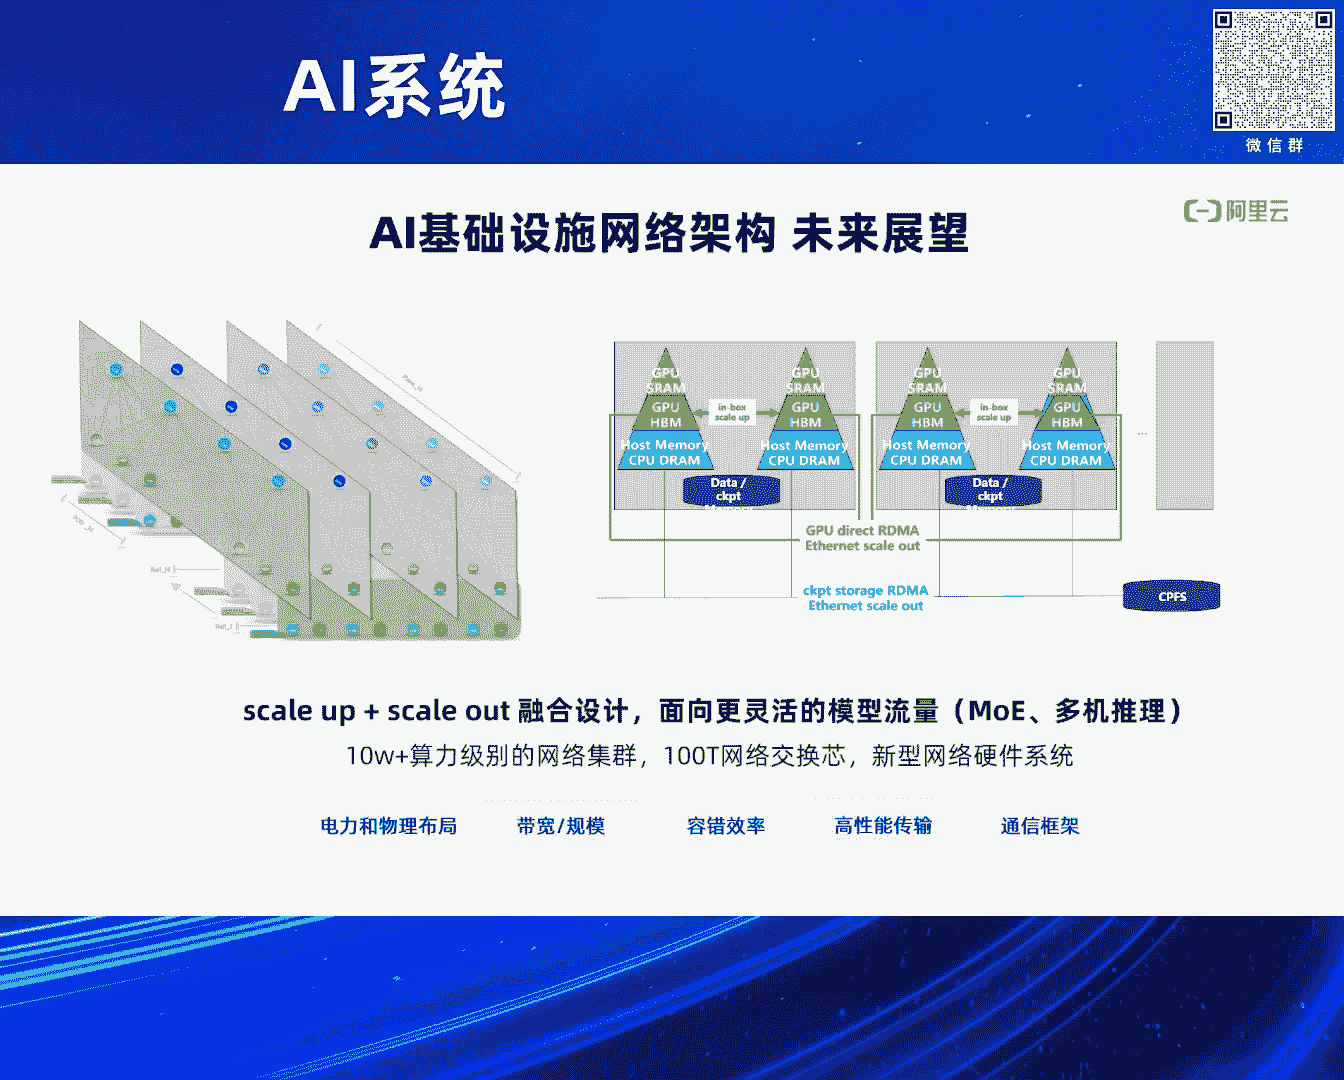 AI系统
微信群
阿里云
AI基础设施网络架构 未来展望
GPU
SRAM
GPU
HBM
Host Memory
CPU DRAM
in-box
scale up
GPU
SRAM
GPU
HBM
Host Memory
CPU DRAM
Data /
ckpt
GPU
SRAM
GPU
HBM
Host Memory
CPU DRAM
in-box
scale up
GPU
SRAM
GPU
HBM
Host Memory
CPU DRAM
Data /
ckpt
...
GPU direct RDMA
Ethernet scale out
ckpt storage RDMA
Ethernet scale out
CPFS
Rail_N
Rail_1
scale up + scale out 融合设计，面向更灵活的模型流量（MoE、多机推理）
10w+算力级别的网络集群，100T网络交换芯，新型网络硬件系统
电力和物理布局 带宽/规模 容错效率 高性能传输 通信框架